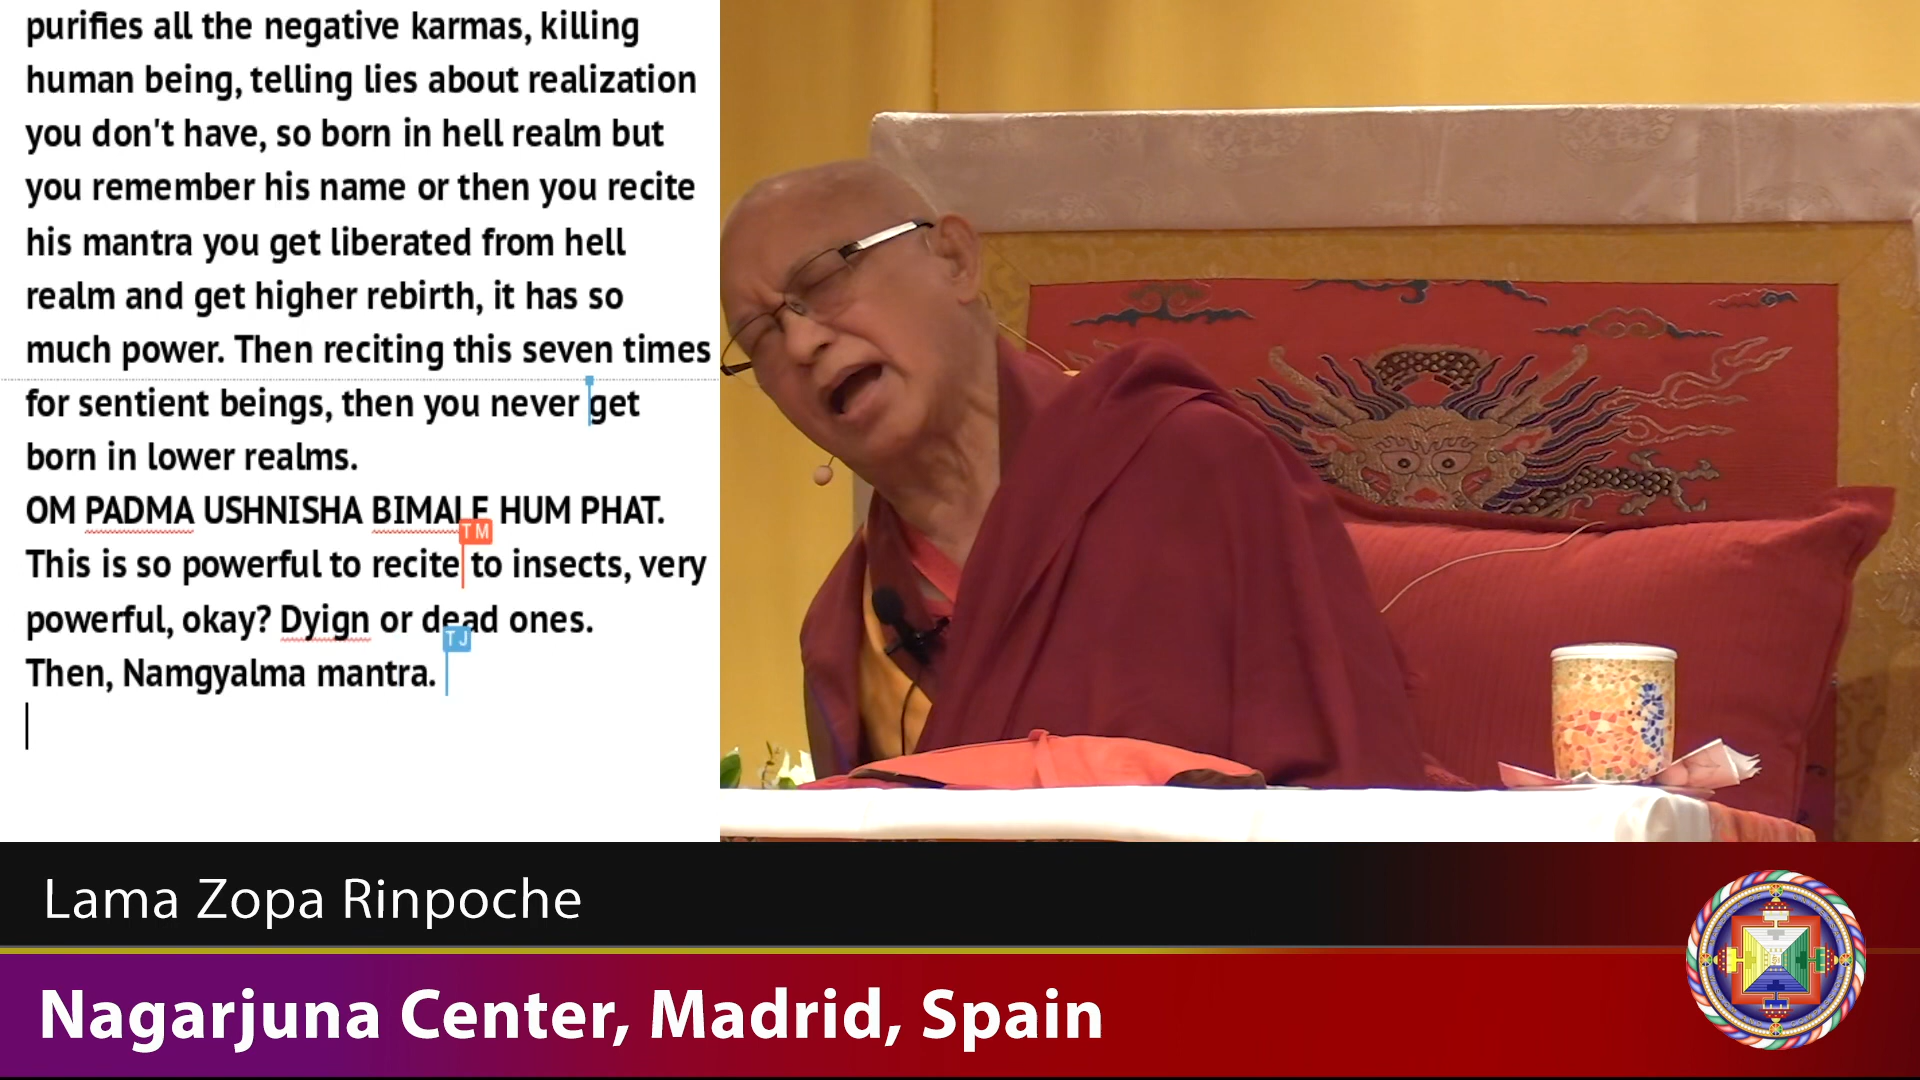 purifies all the negative karmas, killing
human being, telling lies about realization
you don't have, so born in hell realm but
you remember his name or then you recite
his mantra you get liberated from hell
realm and get higher rebirth, it has so
much power. Then reciting this seven times
for sentient beings, then you never get
born in lower realms.
OM PADMA USHNISHA BIMALE HUM PHAT.
TM
This is so powerful to recite to insects, very
powerful, okay? Dyign or dead ones.
TJ
Then, Namgyalma mantra.
Lama Zopa Rinpoche
Nagarjuna Center, Madrid, Spain